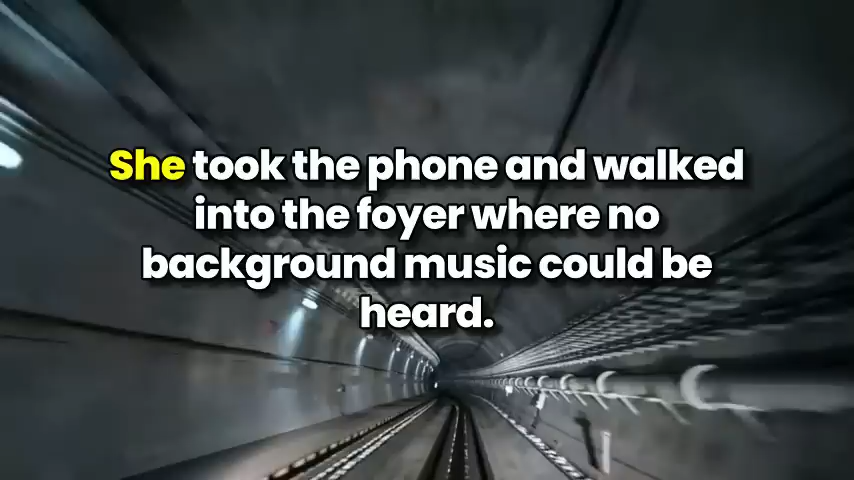 She took the phone and walked
into the foyer where no
background music could be
heard.